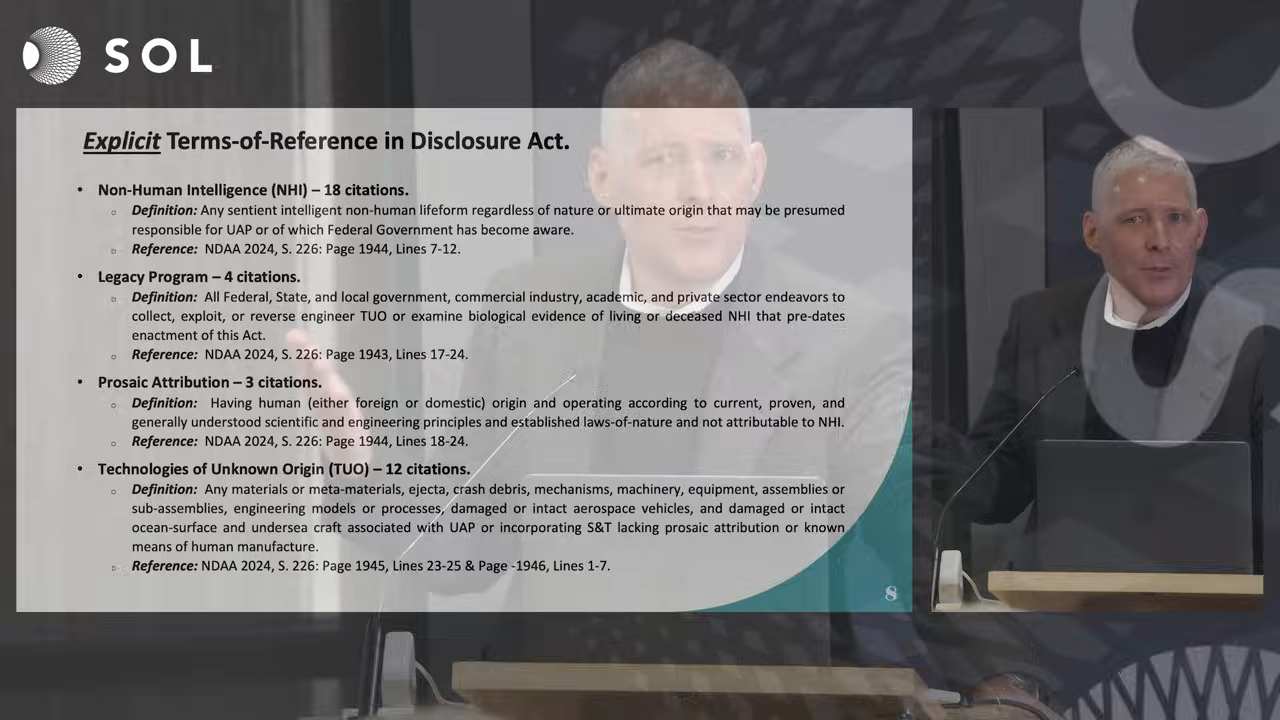 SOL
Explicit Terms-of-Reference in Disclosure Act.
• Non-Human Intelligence (NHI) – 18 citations.
Definition: Any sentient intelligent non-human lifeform regardless of nature or ultimate origin that may be presumed
responsible for UAP or of which Federal Government has become aware.
Reference: NDAA 2024, S. 226: Page 1944, Lines 7-12.
• Legacy Program – 4 citations.
Definition: All Federal, State, and local government, commercial industry, academic, and private sector endeavors to
collect, exploit, or reverse engineer TUO or examine biological evidence of living or deceased NHI that pre-dates
enactment of this Act.
Reference: NDAA 2024, S. 226: Page 1943, Lines 17-24.
• Prosaic Attribution – 3 citations.
Definition: Having human (either foreign or domestic) origin and operating according to current, proven, and
generally understood scientific and engineering principles and established laws-of-nature and not attributable to NHI.
Reference: NDAA 2024, S. 226: Page 1944, Lines 18-24.
• Technologies of Unknown Origin (TUO) – 12 citations.
Definition: Any materials or meta-materials, ejecta, crash debris, mechanisms, machinery, equipment, assemblies or
sub-assemblies, engineering models or processes, damaged or intact aerospace vehicles, and damaged or intact
ocean-surface and undersea craft associated with UAP or incorporating S&T lacking prosaic attribution or known
means of human manufacture.
Reference: NDAA 2024, S. 226: Page 1945, Lines 23-25 & Page -1946, Lines 1-7.
8